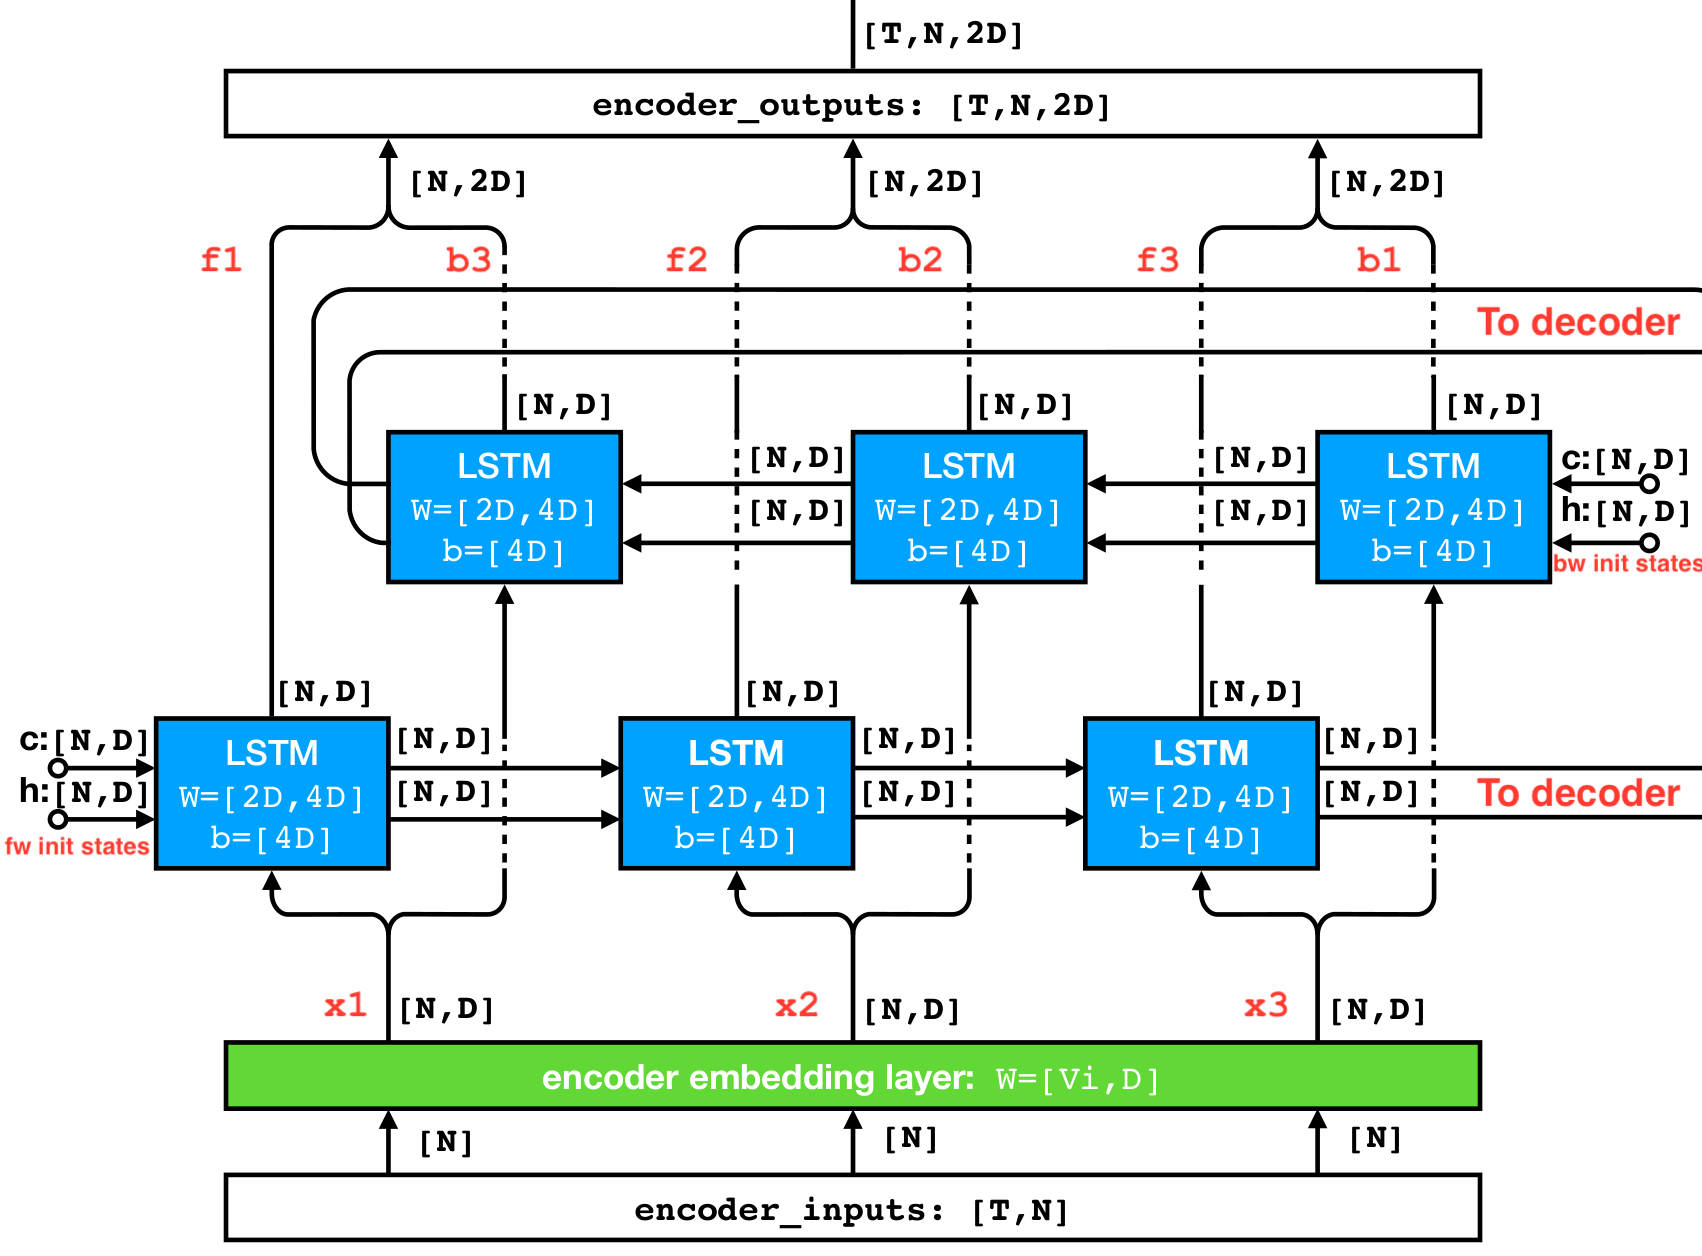 [T,N,2D]
encoder_outputs: [T,N,2D]
[N,2D] [N,2D] [N,2D]
f1 b3 f2 b2 f3 b1
To decoder
[N,D] [N,D] [N,D]
LSTM [N,D] LSTM [N,D] LSTM c:[N,D]
W=[2D,4D] [N,D] W=[2D,4D] [N,D] W=[2D,4D] h:[N,D]
b=[4D] b=[4D] b=[4D] bw init states
[N,D] [N,D] [N,D]
c:[N,D] LSTM [N,D] LSTM [N,D] LSTM [N,D]
h:[N,D] W=[2D,4D] [N,D] W=[2D,4D] [N,D] W=[2D,4D] [N,D] To decoder
fw init states b=[4D] b=[4D] b=[4D]
x1 [N,D] x2 [N,D] x3 [N,D]
encoder embedding layer: W=[Vi,D]
[N] [N] [N]
encoder_inputs: [T,N]